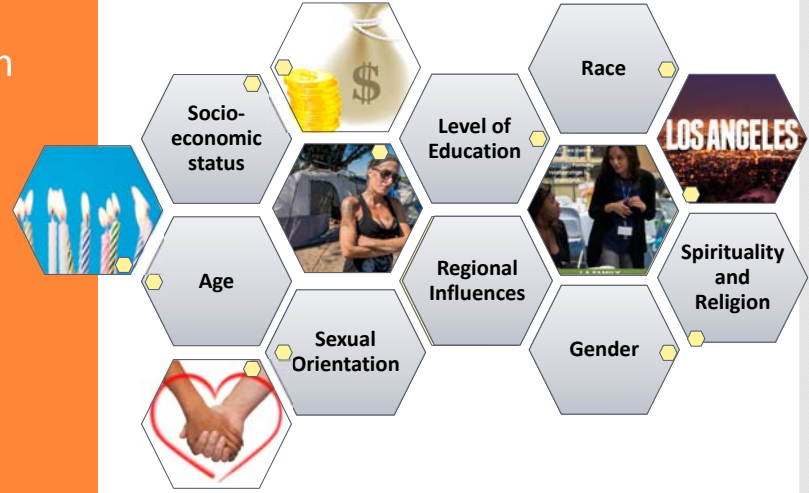 n
Socio-
economic
status
$
Level of
Education
Race
LOS ANGELES
Age
Regional
Influences
Spirituality
and
Religion
Sexual
Orientation
Gender